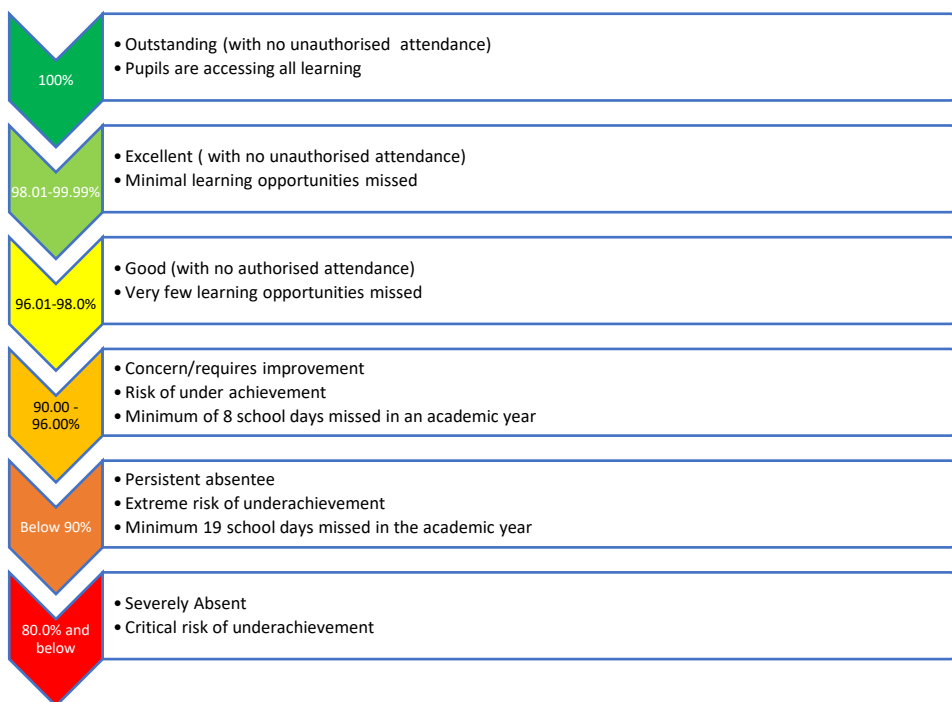 100%
• Outstanding (with no unauthorised  attendance)
• Pupils are accessing all learning
98.01-99.99%
• Excellent ( with no unauthorised attendance)
• Minimal learning opportunities missed
96.01-98.0%
• Good (with no authorised attendance)
• Very few learning opportunities missed
90.00 -
96.00%
• Concern/requires improvement
• Risk of under achievement
• Minimum of 8 school days missed in an academic year
Below 90%
• Persistent absentee
• Extreme risk of underachievement
• Minimum 19 school days missed in the academic year
80.0% and
below
• Severely Absent
• Critical risk of underachievement